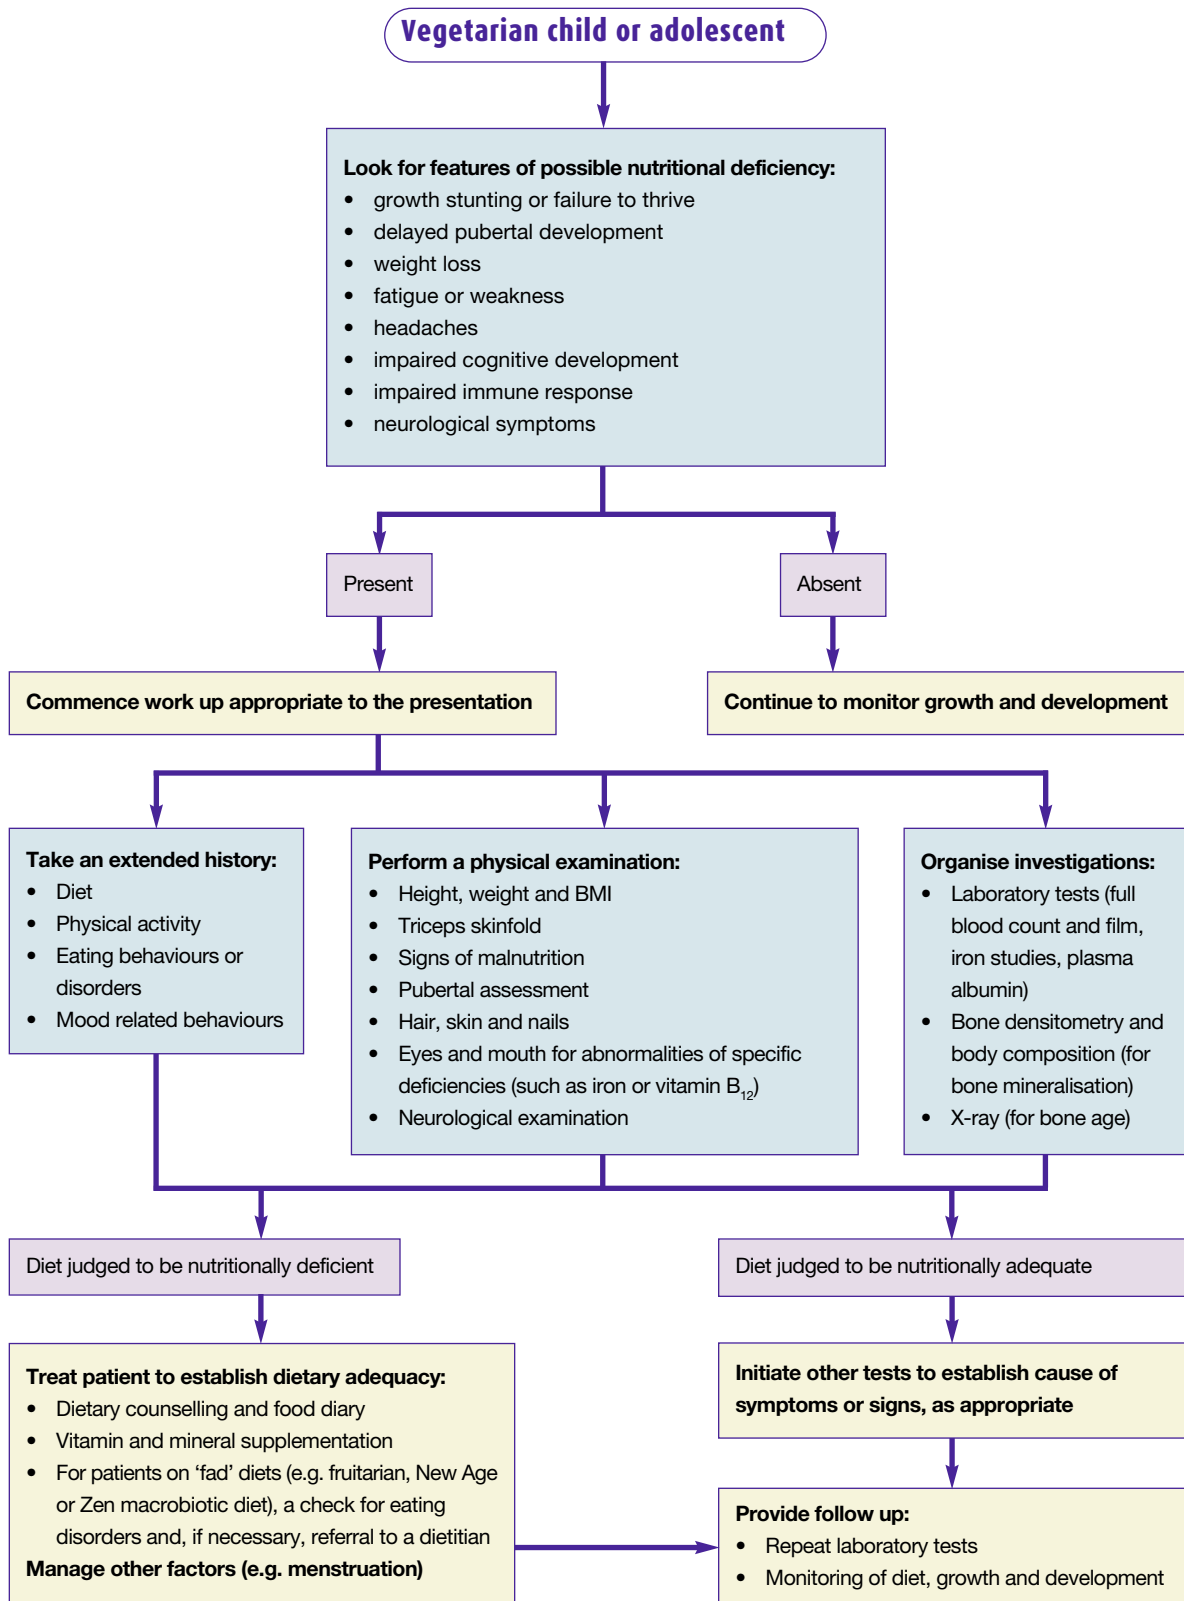 Vegetarian child or adolescent
Look for features of possible nutritional deficiency:
• growth stunting or failure to thrive
• delayed pubertal development
• weight loss
• fatigue or weakness
• headaches
• impaired cognitive development
• impaired immune response
• neurological symptoms
Present
Absent
Commence work up appropriate to the presentation
Continue to monitor growth and development
Take an extended history:
• Diet
• Physical activity
• Eating behaviours or
disorders
• Mood related behaviours
Perform a physical examination:
• Height, weight and BMI
• Triceps skinfold
• Signs of malnutrition
• Pubertal assessment
• Hair, skin and nails
• Eyes and mouth for abnormalities of specific
deficiencies (such as iron or vitamin B₁₂)
• Neurological examination
Organise investigations:
• Laboratory tests (full
blood count and film,
iron studies, plasma
albumin)
• Bone densitometry and
body composition (for
bone mineralisation)
• X-ray (for bone age)
Diet judged to be nutritionally deficient
Diet judged to be nutritionally adequate
Treat patient to establish dietary adequacy:
• Dietary counselling and food diary
• Vitamin and mineral supplementation
• For patients on ‘fad’ diets (e.g. fruitarian, New Age
or Zen macrobiotic diet), a check for eating
disorders and, if necessary, referral to a dietitian
Manage other factors (e.g. menstruation)
Initiate other tests to establish cause of
symptoms or signs, as appropriate
Provide follow up:
• Repeat laboratory tests
• Monitoring of diet, growth and development